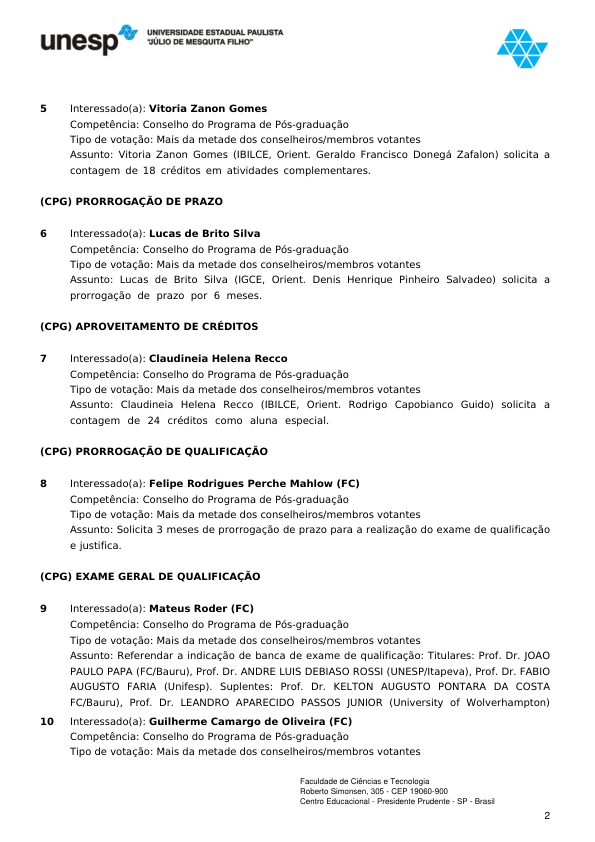 unesp
UNIVERSIDADE ESTADUAL PAULISTA
"JÚLIO DE MESQUITA FILHO"
5 Interessado(a): Vitoria Zanon Gomes
Competência: Conselho do Programa de Pós-graduação
Tipo de votação: Mais da metade dos conselheiros/membros votantes
Assunto: Vitoria Zanon Gomes (IBILCE, Orient. Geraldo Francisco Donegá Zafalon) solicita a
contagem de 18 créditos em atividades complementares.
(CPG) PRORROGAÇÃO DE PRAZO
6 Interessado(a): Lucas de Brito Silva
Competência: Conselho do Programa de Pós-graduação
Tipo de votação: Mais da metade dos conselheiros/membros votantes
Assunto: Lucas de Brito Silva (IGCE, Orient. Denis Henrique Pinheiro Salvadeo) solicita a
prorrogação de prazo por 6 meses.
(CPG) APROVEITAMENTO DE CRÉDITOS
7 Interessado(a): Claudineia Helena Recco
Competência: Conselho do Programa de Pós-graduação
Tipo de votação: Mais da metade dos conselheiros/membros votantes
Assunto: Claudineia Helena Recco (IBILCE, Orient. Rodrigo Capobianco Guido) solicita a
contagem de 24 créditos como aluna especial.
(CPG) PRORROGAÇÃO DE QUALIFICAÇÃO
8 Interessado(a): Felipe Rodrigues Perche Mahlow (FC)
Competência: Conselho do Programa de Pós-graduação
Tipo de votação: Mais da metade dos conselheiros/membros votantes
Assunto: Solicita 3 meses de prorrogação de prazo para a realização do exame de qualificação
e justifica.
(CPG) EXAME GERAL DE QUALIFICAÇÃO
9 Interessado(a): Mateus Roder (FC)
Competência: Conselho do Programa de Pós-graduação
Tipo de votação: Mais da metade dos conselheiros/membros votantes
Assunto: Referendar a indicação de banca de exame de qualificação: Titulares: Prof. Dr. JOAO
PAULO PAPA (FC/Bauru), Prof. Dr. ANDRE LUIS DEBIASO ROSSI (UNESP/Itapeva), Prof. Dr. FABIO
AUGUSTO FARIA (Unifesp). Suplentes: Prof. Dr. KELTON AUGUSTO PONTARA DA COSTA
FC/Bauru), Prof. Dr. LEANDRO APARECIDO PASSOS JUNIOR (University of Wolverhampton)
10 Interessado(a): Guilherme Camargo de Oliveira (FC)
Competência: Conselho do Programa de Pós-graduação
Tipo de votação: Mais da metade dos conselheiros/membros votantes
Faculdade de Ciências e Tecnologia
Roberto Simonsen, 305 - CEP 19060-900
Centro Educacional - Presidente Prudente - SP - Brasil
2